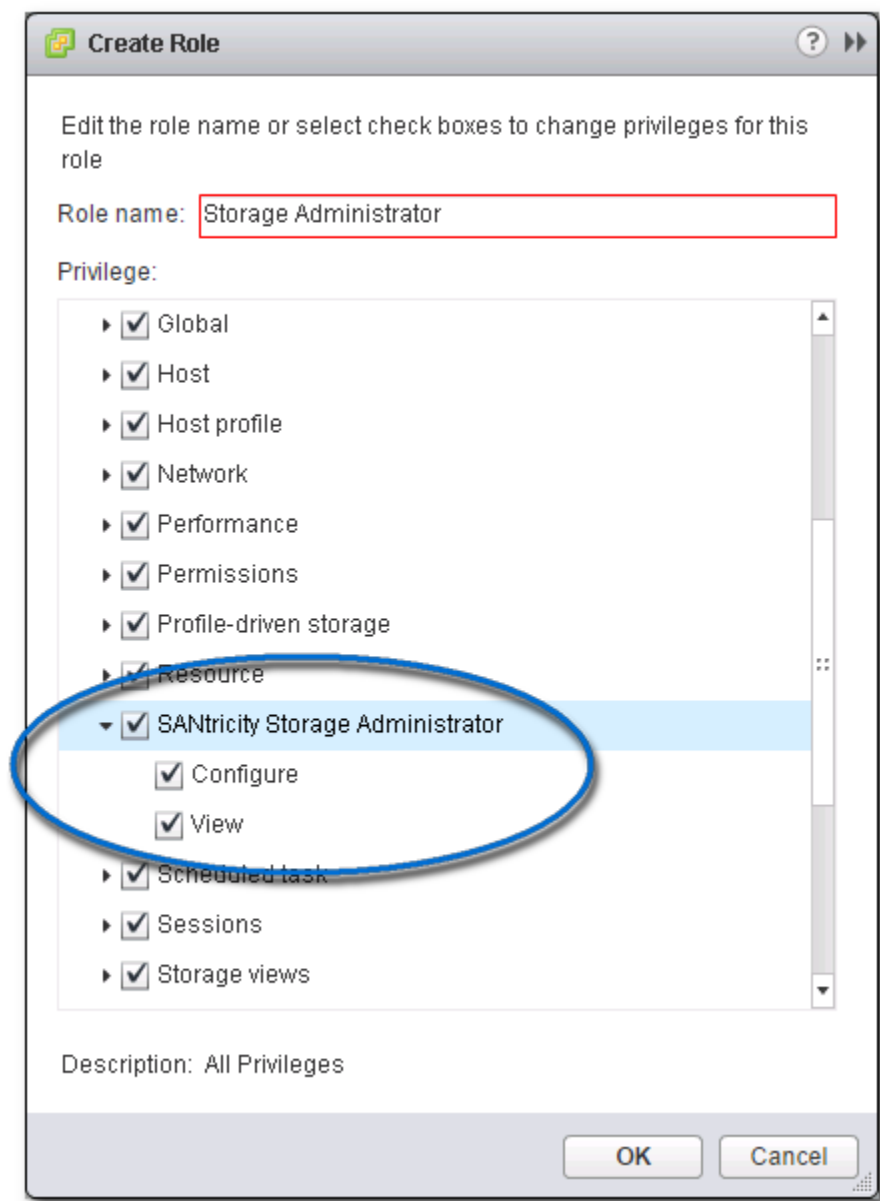 Create Role
?
Edit the role name or select check boxes to change privileges for this
role
Role name: Storage Administrator
Privilege:
Global
Host
Host profile
Network
Performance
Permissions
Profile-driven storage
Resource
SANtricity Storage Administrator
Configure
View
Scheduled task
Sessions
Storage views
Description: All Privileges
OK Cancel